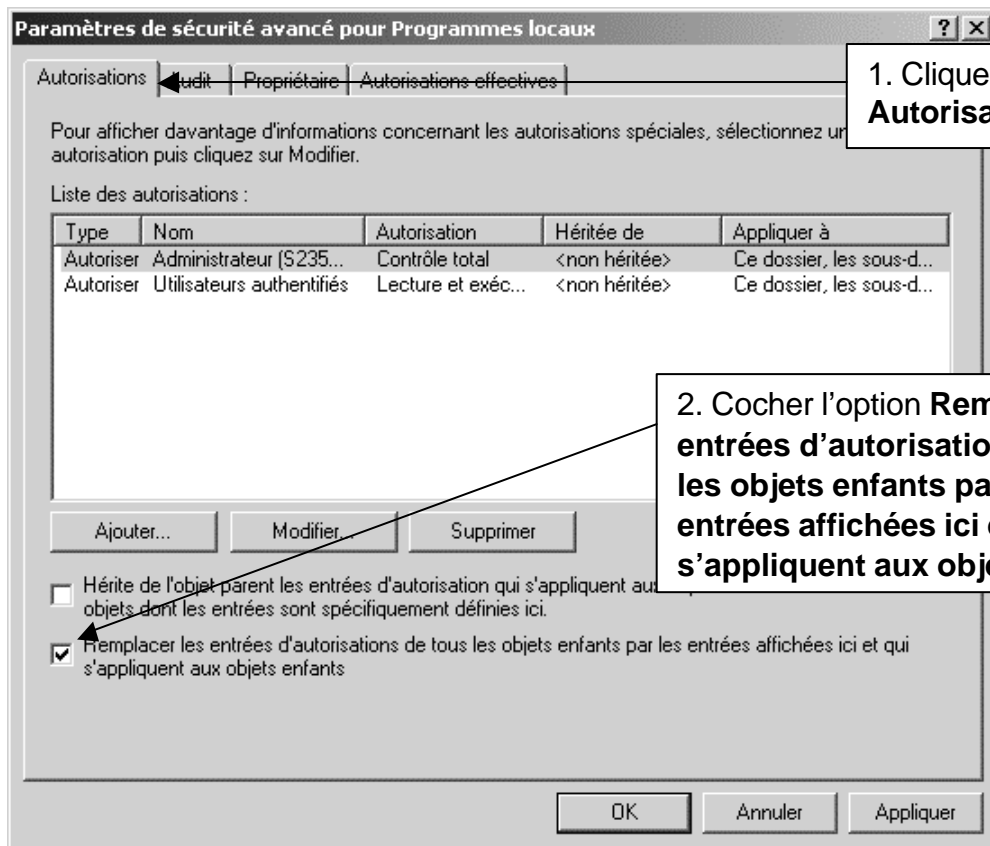 Paramètres de sécurité avancé pour Programmes locaux
Autorisations Audit Propriétaire Autorisations effectives
1. Clique
Autorisa
Pour afficher davantage d'informations concernant les autorisations spéciales, sélectionnez un
autorisation puis cliquez sur Modifier.
Liste des autorisations :
Type Nom Autorisation Héritée de Appliquer à
Autoriser Administrateur (S235... Contrôle total <non héritée> Ce dossier, les sous-d...
Autoriser Utilisateurs authentifiés Lecture et exéc... <non héritée> Ce dossier, les sous-d...
2. Cocher l’option Rem
entrées d’autorisatio
les objets enfants pa
entrées affichées ici
s’appliquent aux obje
Ajouter... Modifier... Supprimer
Hérite de l'objet parent les entrées d'autorisation qui s'appliquent aux
objets dont les entrées sont spécifiquement définies ici.
Remplacer les entrées d'autorisations de tous les objets enfants par les entrées affichées ici et qui
s'appliquent aux objets enfants
OK Annuler Appliquer